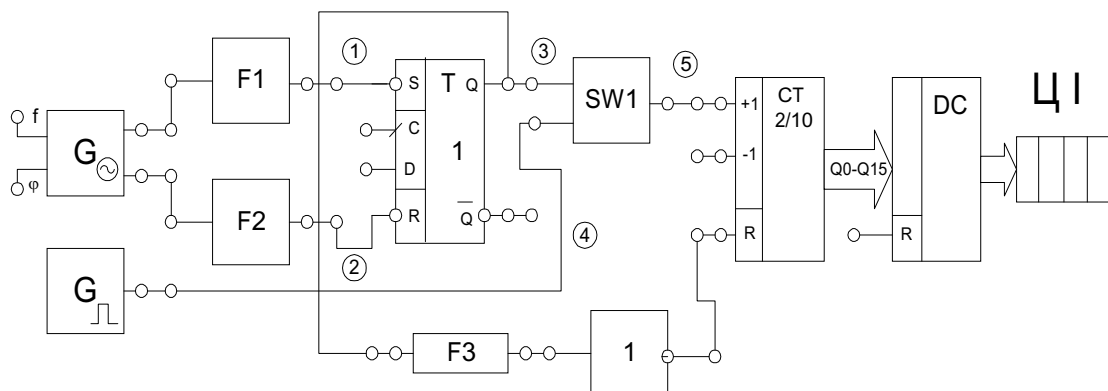 f
φ
G
F1
F2
G
1
2
S
C
D
R
T
Q
1
Q̅
3
SW1
4
5
+1
-1
R
CT
2/10
Q0-Q15
DC
R
Ц І
F3
1